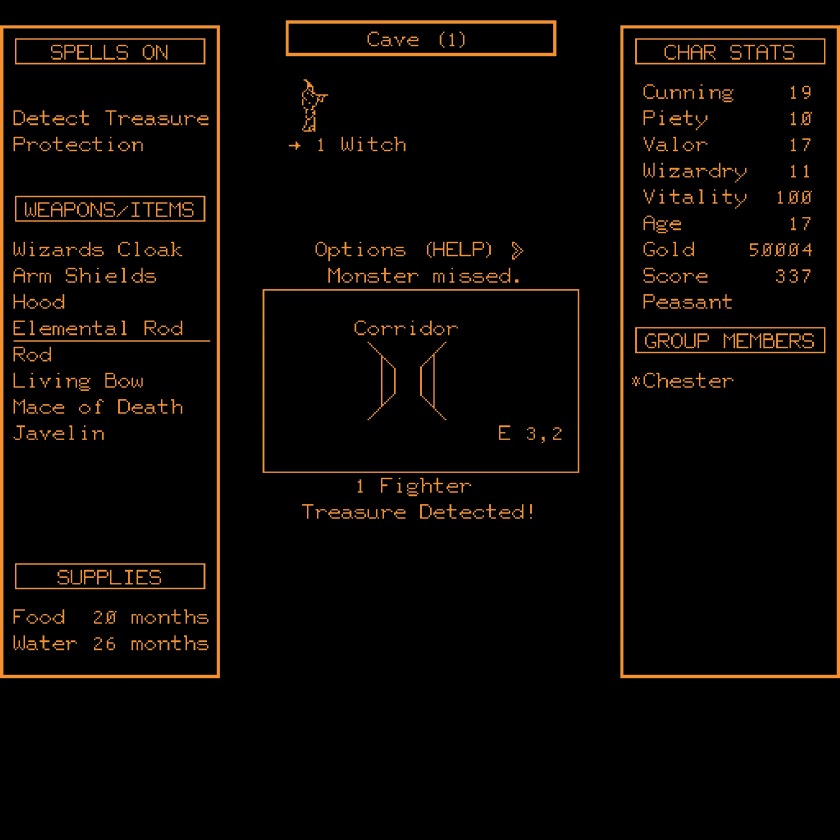 SPELLS ON
Detect Treasure
Protection
WEAPONS/ITEMS
Wizards Cloak
Arm Shields
Hood
Elemental Rod
Rod
Living Bow
Mace of Death
Javelin
SUPPLIES
Food 20 months
Water 26 months
Cave (1)
→ 1 Witch
Options (HELP) >
Monster missed.
Corridor
E 3,2
1 Fighter
Treasure Detected!
CHAR STATS
Cunning 19
Piety 10
Valor 17
Wizardry 11
Vitality 100
Age 17
Gold 50004
Score 337
Peasant
GROUP MEMBERS
*Chester